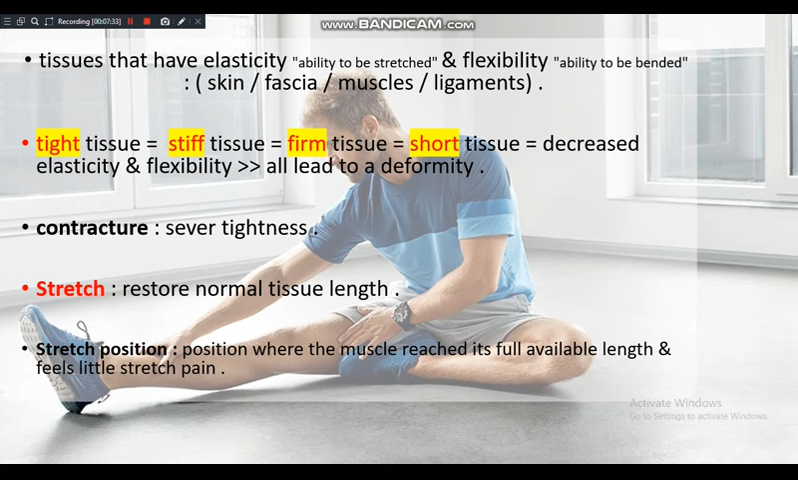 Recording [00:07:33]
www.BANDICAM.com
• tissues that have elasticity "ability to be stretched" & flexibility "ability to be bended"
: ( skin / fascia / muscles / ligaments) .
• tight tissue = stiff tissue = firm tissue = short tissue = decreased
elasticity & flexibility >> all lead to a deformity .
• contracture : sever tightness .
• Stretch : restore normal tissue length .
• Stretch position : position where the muscle reached its full available length &
feels little stretch pain .
Activate Windows
Go to Settings to activate Windows.